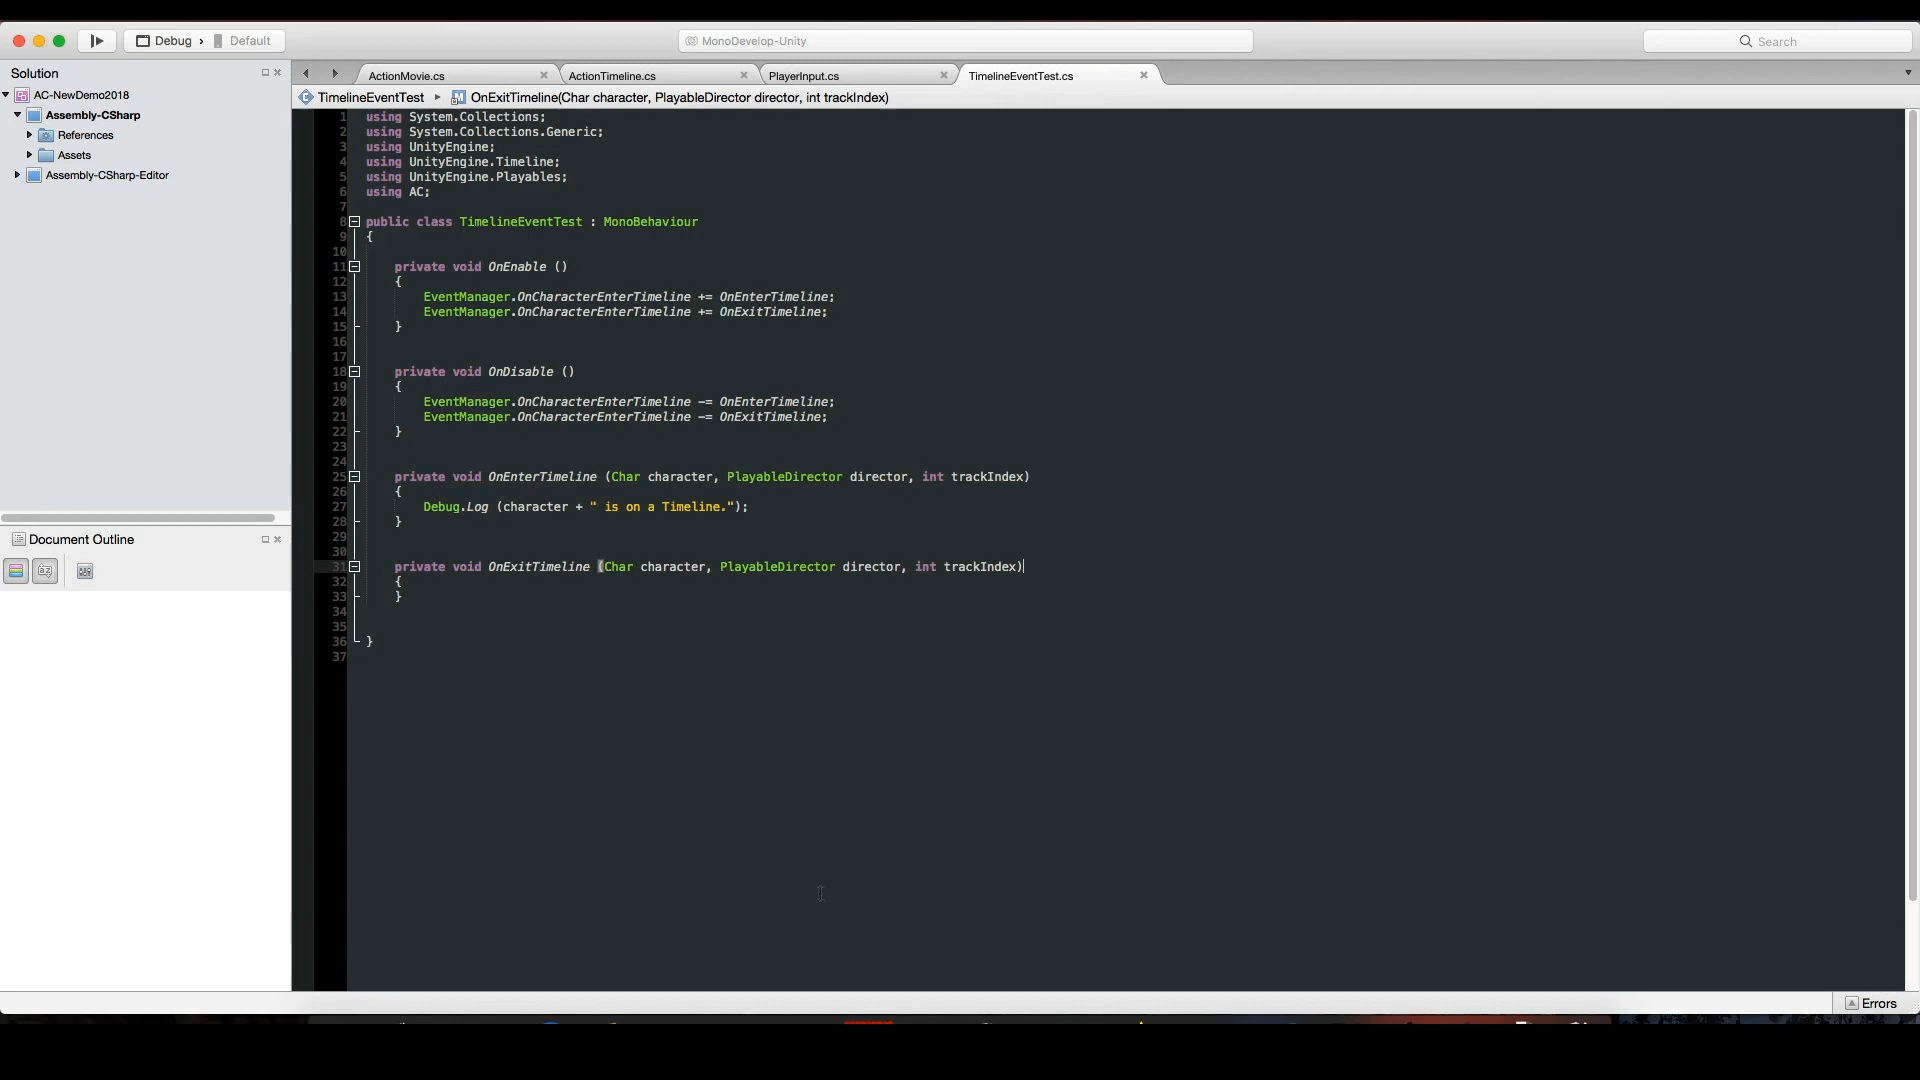 Debug › Default
MonoDevelop-Unity
Search
Solution
AC-NewDemo2018
Assembly-CSharp
References
Assets
Assembly-CSharp-Editor
Document Outline
ActionMovie.cs
ActionTimeline.cs
PlayerInput.cs
TimelineEventTest.cs
TimelineEventTest ▸ OnExitTimeline(Char character, PlayableDirector director, int trackIndex)
1 using System.Collections;
2 using System.Collections.Generic;
3 using UnityEngine;
4 using UnityEngine.Timeline;
5 using UnityEngine.Playables;
6 using AC;
7
8 public class TimelineEventTest : MonoBehaviour
9 {
10
11 private void OnEnable ()
12 {
13 EventManager.OnCharacterEnterTimeline += OnEnterTimeline;
14 EventManager.OnCharacterEnterTimeline += OnExitTimeline;
15 }
16
17
18 private void OnDisable ()
19 {
20 EventManager.OnCharacterEnterTimeline -= OnEnterTimeline;
21 EventManager.OnCharacterEnterTimeline -= OnExitTimeline;
22 }
23
24
25 private void OnEnterTimeline (Char character, PlayableDirector director, int trackIndex)
26 {
27 Debug.Log (character + " is on a Timeline.");
28 }
29
30
31 private void OnExitTimeline (Char character, PlayableDirector director, int trackIndex)
32 {
33 }
34
35
36 }
37
Errors